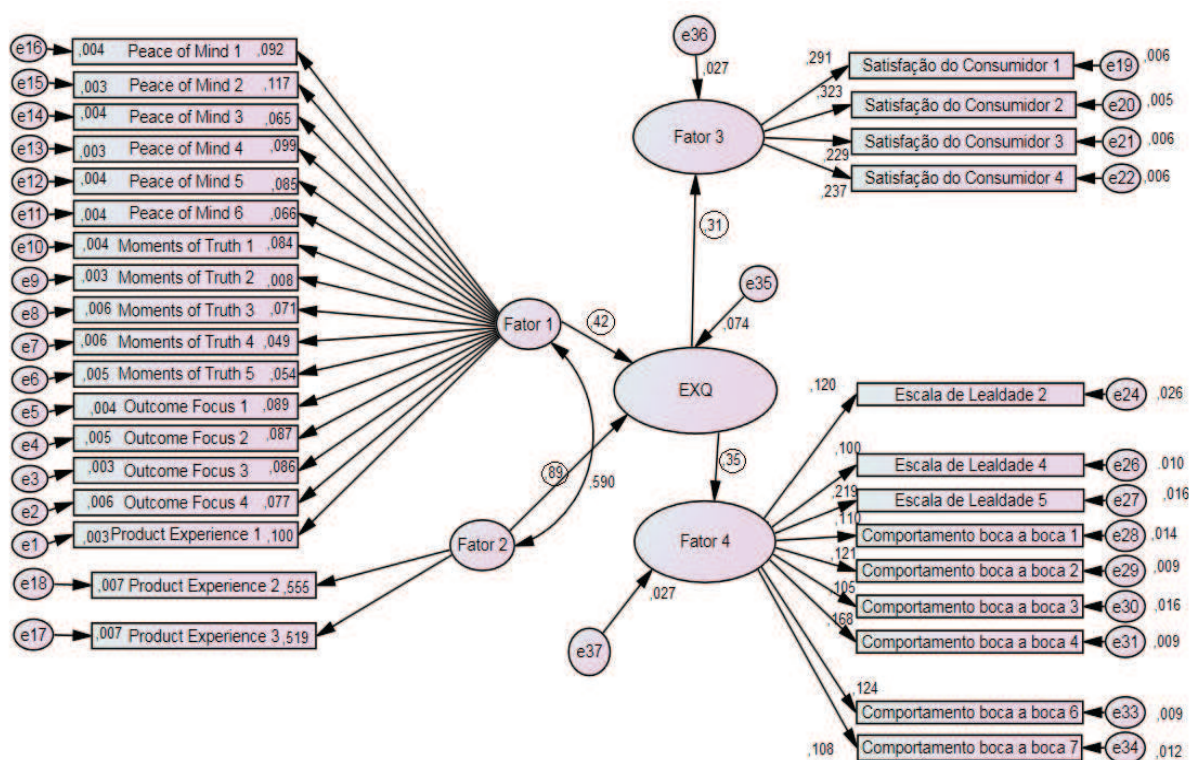 e16 ,004 Peace of Mind 1 ,092
e15 ,003 Peace of Mind 2 ,117
e14 ,004 Peace of Mind 3 ,065
e13 ,003 Peace of Mind 4 ,099
e12 ,004 Peace of Mind 5 ,085
e11 ,004 Peace of Mind 6 ,066
e10 ,004 Moments of Truth 1 ,084
e9 ,003 Moments of Truth 2 ,008
e8 ,006 Moments of Truth 3 ,071
e7 ,006 Moments of Truth 4 ,049
e6 ,005 Moments of Truth 5 ,054
e5 ,004 Outcome Focus 1 ,089
e4 ,005 Outcome Focus 2 ,087
e3 ,003 Outcome Focus 3 ,086
e2 ,006 Outcome Focus 4 ,077
e1 ,003 Product Experience 1 ,100
e18 ,007 Product Experience 2 ,555
e17 ,007 Product Experience 3 ,519
Fator 1
,42
Fator 2
,89
,590
e36
,027
Fator 3
,31
e35
,074
EXQ
,35
Fator 4
,027
e37
,291 Satisfação do Consumidor 1 e19 ,006
,323 Satisfação do Consumidor 2 e20 ,005
,229 Satisfação do Consumidor 3 e21 ,006
,237 Satisfação do Consumidor 4 e22 ,006
,120 Escala de Lealdade 2 e24 ,026
,100 Escala de Lealdade 4 e26 ,010
,219 Escala de Lealdade 5 e27 ,016
,110 Comportamento boca a boca 1 e28 ,014
,121 Comportamento boca a boca 2 e29 ,009
,105 Comportamento boca a boca 3 e30 ,016
,168 Comportamento boca a boca 4 e31 ,009
,124 Comportamento boca a boca 6 e33 ,009
,108 Comportamento boca a boca 7 e34 ,012